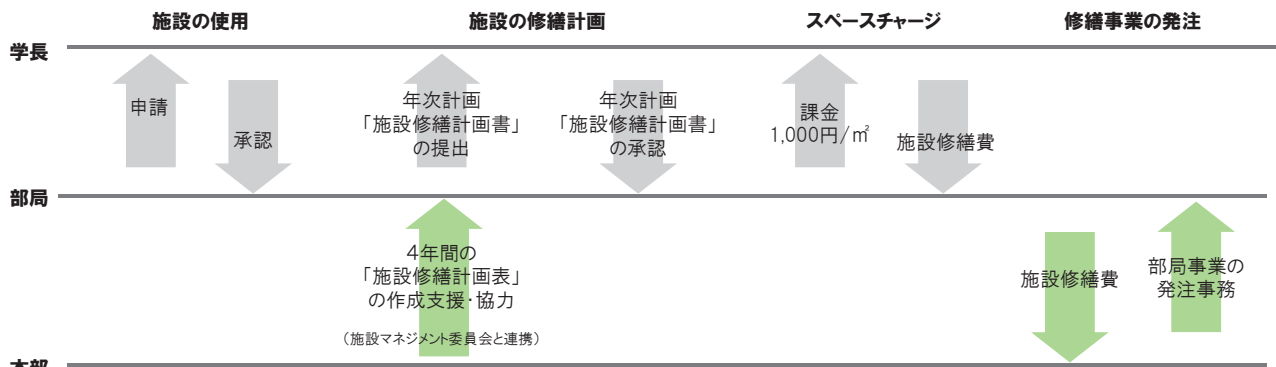 施設の使用
施設の修繕計画
スペースチャージ
修繕事業の発注
学長
申請
承認
年次計画
「施設修繕計画書」
の提出
年次計画
「施設修繕計画書」
の承認
課金
1,000円/㎡
施設修繕費
部局
4年間の
「施設修繕計画表」
の作成支援・協力
（施設マネジメント委員会と連携）
施設修繕費
部局事業の
発注事務
本部